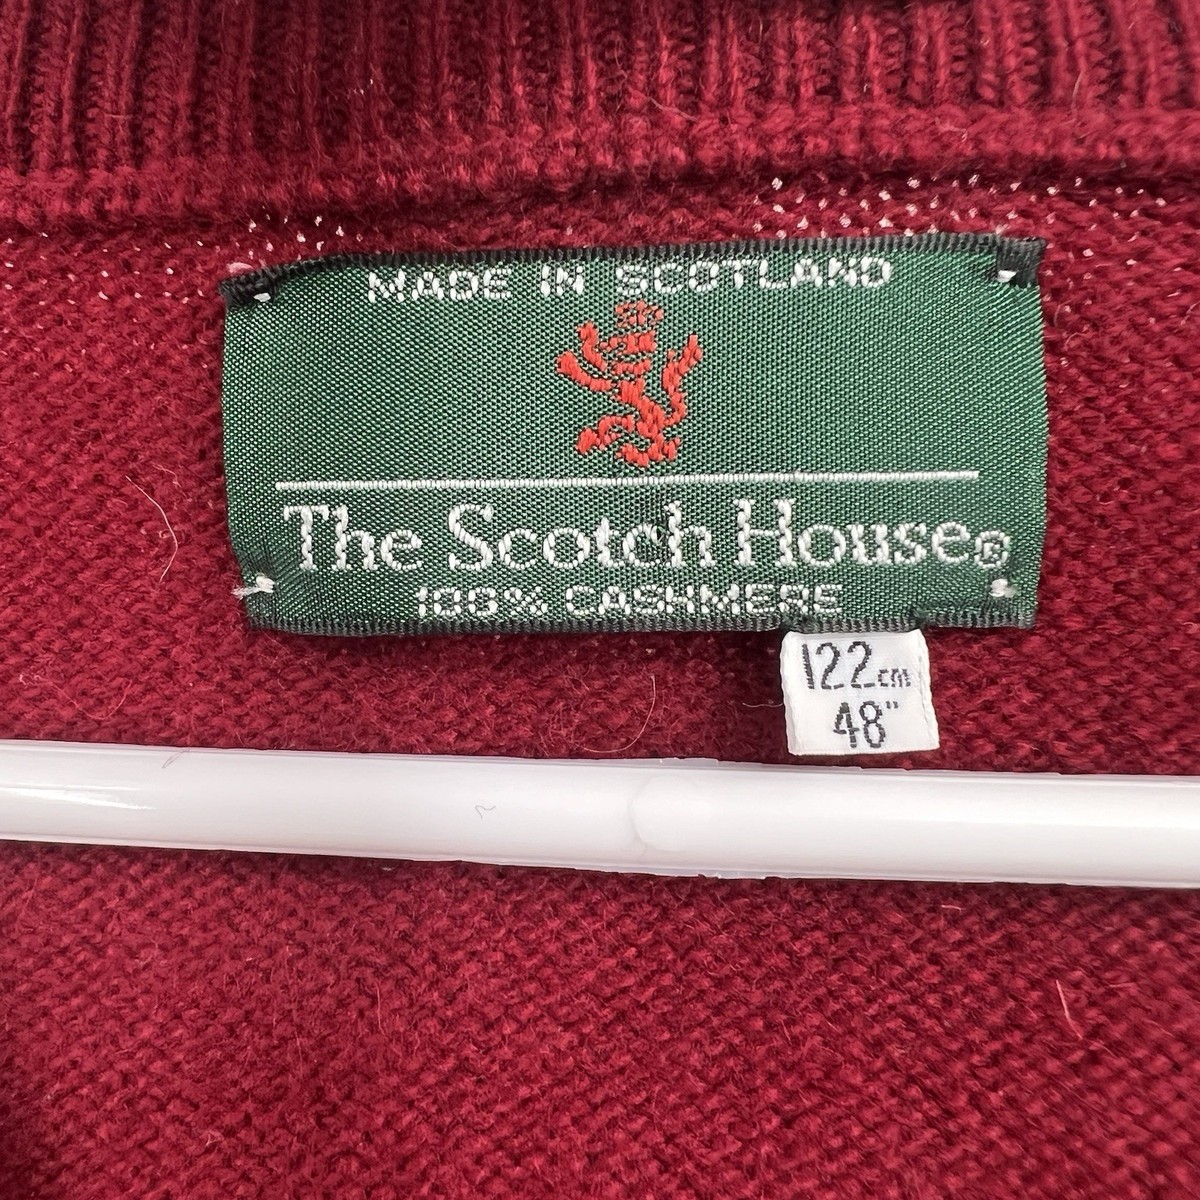 MADE IN SCOTLAND
The Scotch House®
100% CASHMERE
122cm
48"